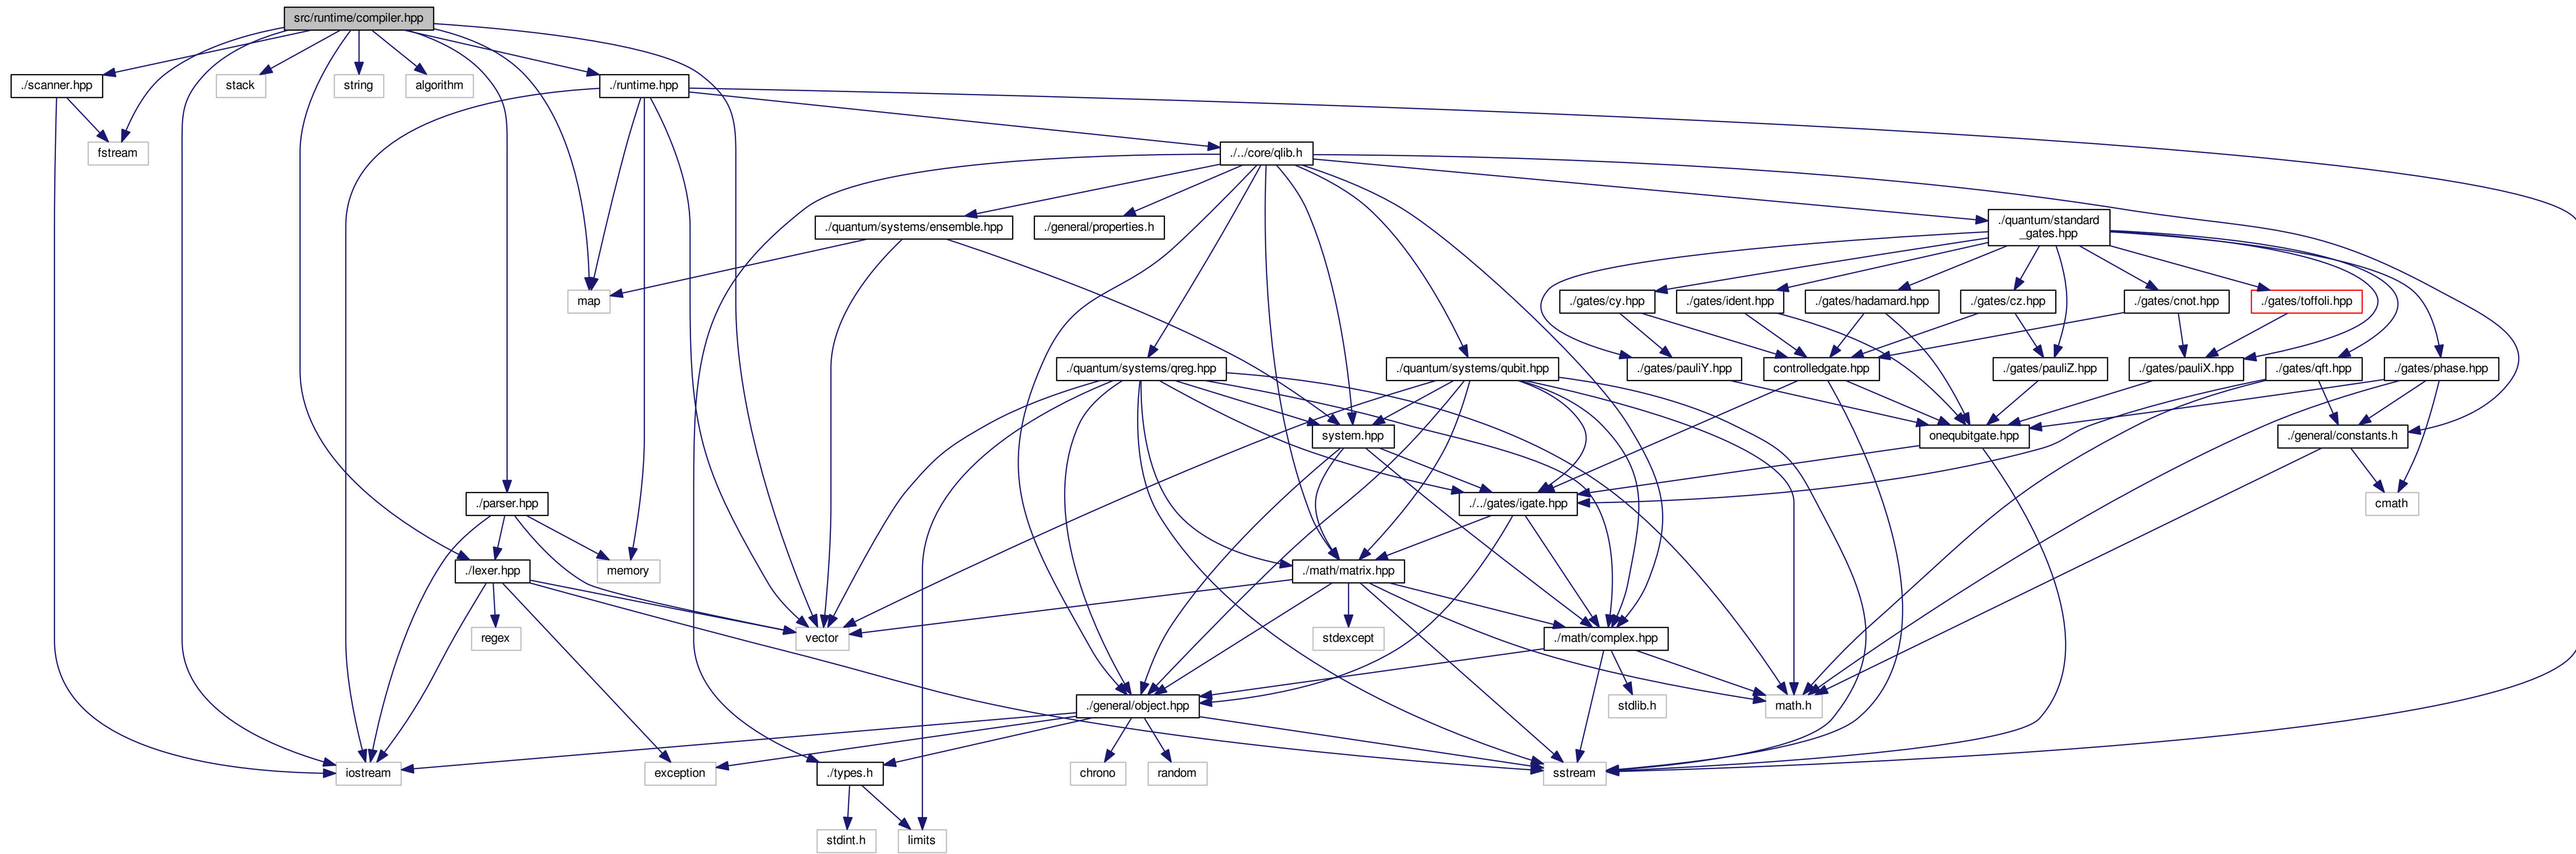 src/runtime/compiler.hpp
./scanner.hpp
stack
string
algorithm
./runtime.hpp
fstream
./../core/qlib.h
./quantum/systems/ensemble.hpp
./general/properties.h
./quantum/standard
_gates.hpp
map
./gates/cy.hpp
./gates/ident.hpp
./gates/hadamard.hpp
./gates/cz.hpp
./gates/cnot.hpp
./gates/toffoli.hpp
./quantum/systems/qreg.hpp
./quantum/systems/qubit.hpp
./gates/pauliY.hpp
controlledgate.hpp
./gates/pauliZ.hpp
./gates/pauliX.hpp
./gates/qft.hpp
./gates/phase.hpp
system.hpp
onequbitgate.hpp
./general/constants.h
./parser.hpp
./../gates/igate.hpp
cmath
./lexer.hpp
memory
./math/matrix.hpp
regex
vector
stdexcept
./math/complex.hpp
./general/object.hpp
stdlib.h
math.h
iostream
exception
./types.h
chrono
random
sstream
stdint.h
limits